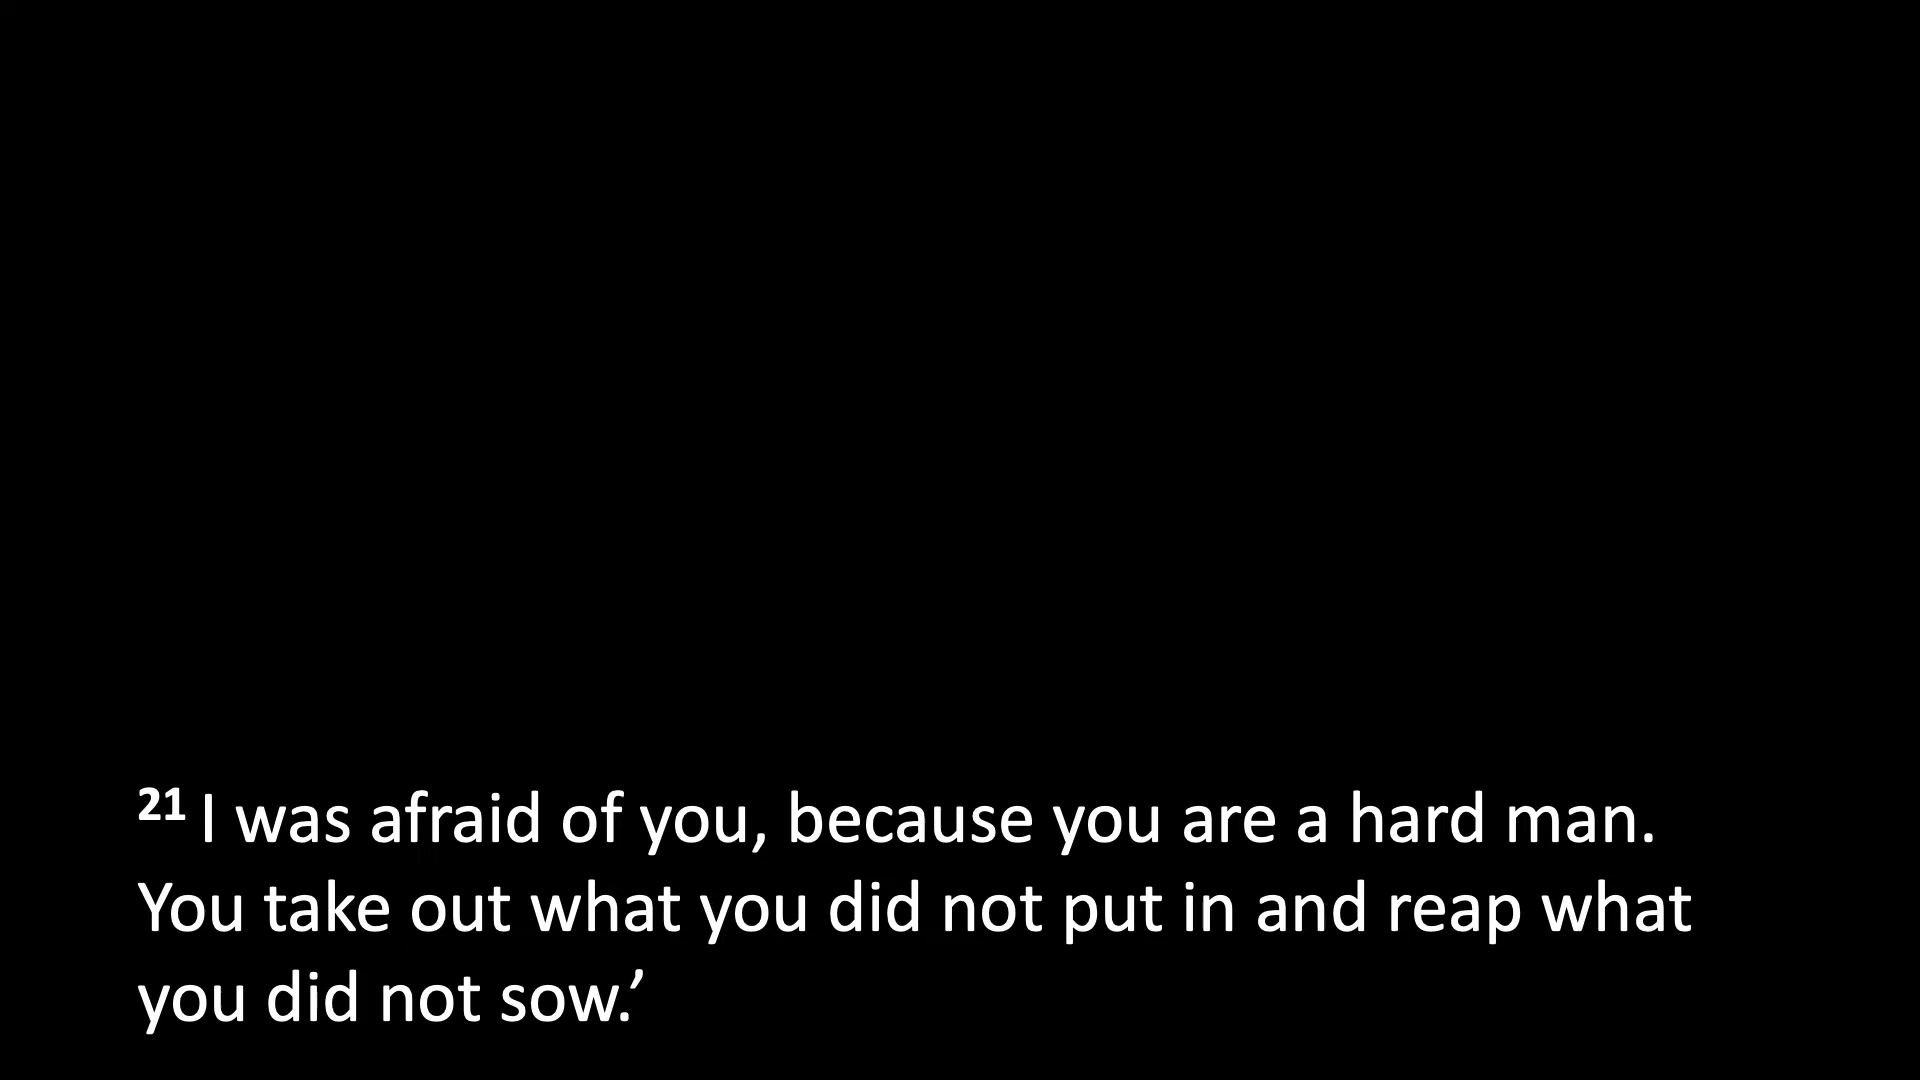 21 I was afraid of you, because you are a hard man.
You take out what you did not put in and reap what
you did not sow.’